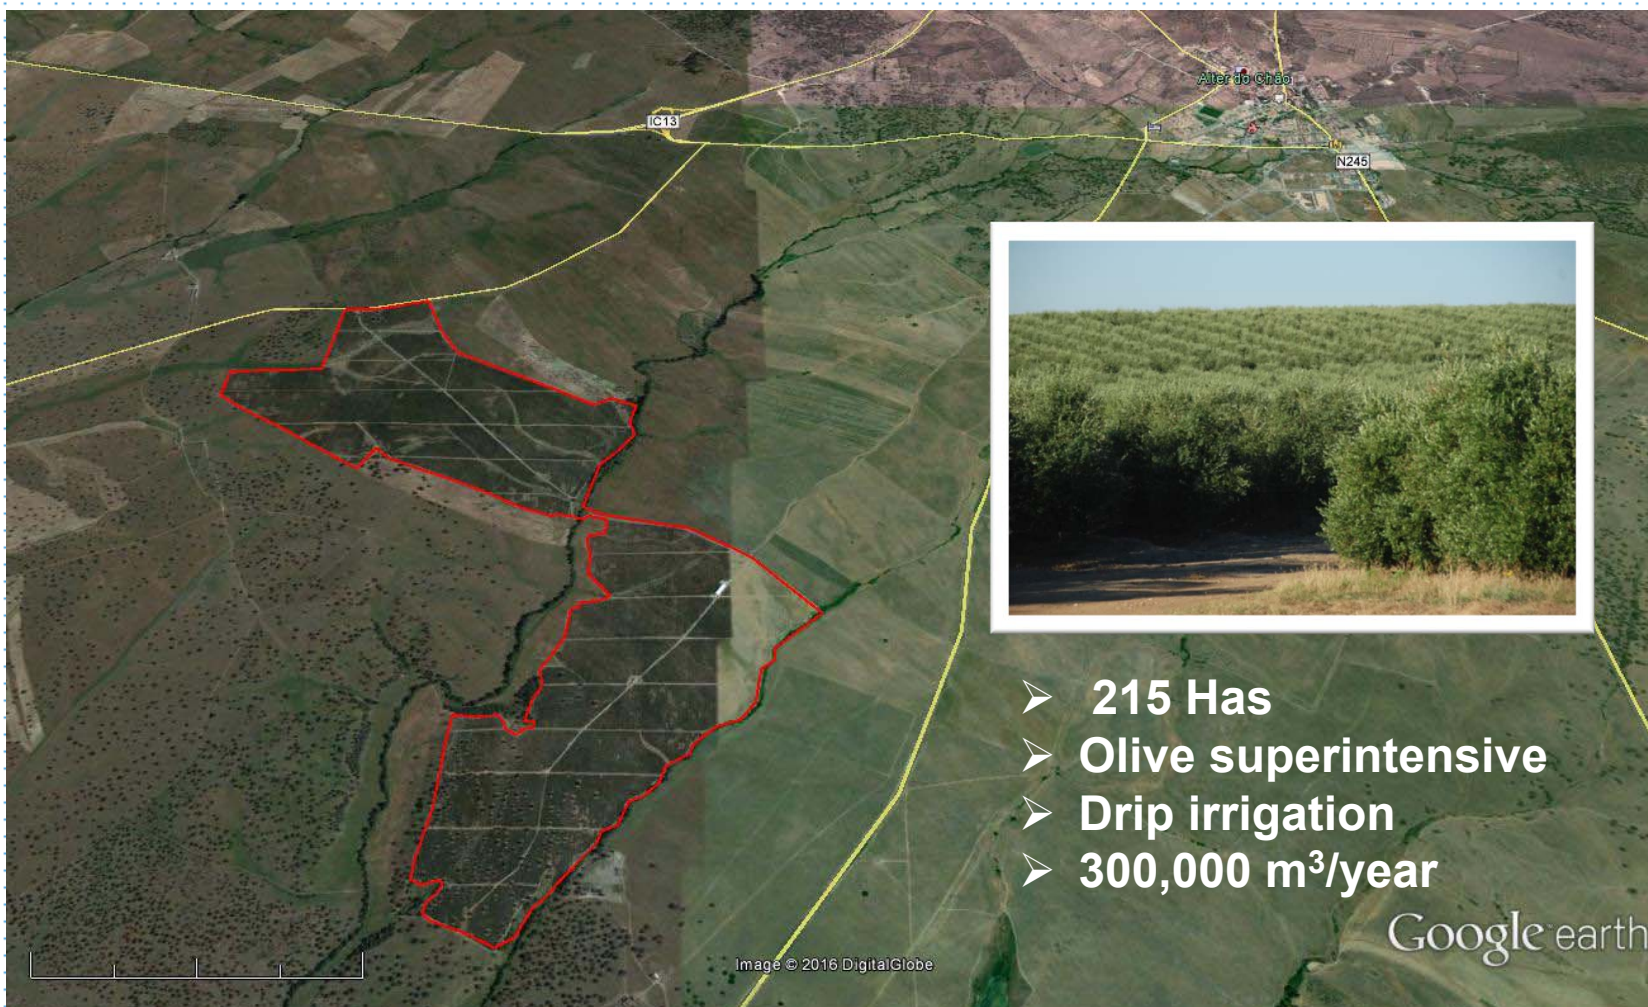 Alter do Chão
IC13
N245
➢ 215 Has
➢ Olive superintensive
➢ Drip irrigation
➢ 300,000 m³/year
Google earth
Image © 2016 DigitalGlobe